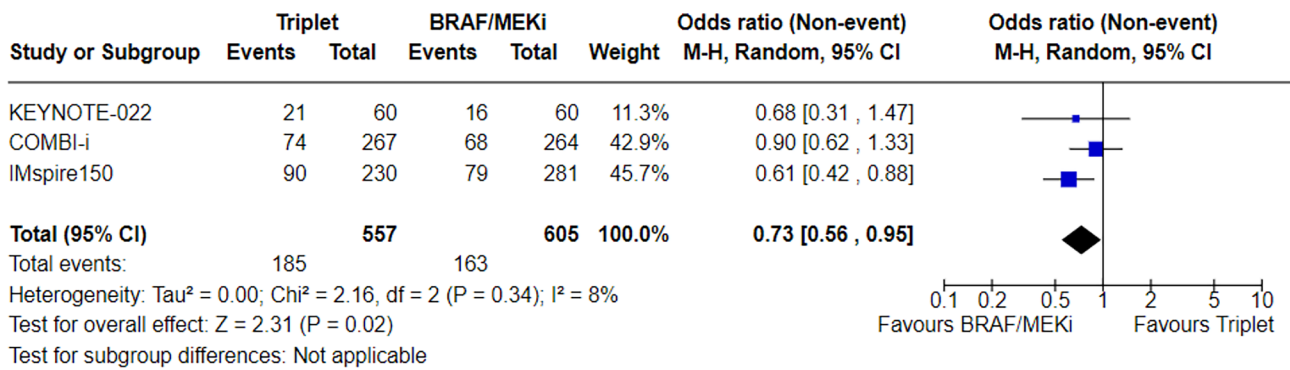 Triplet BRAF/MEKi Odds ratio (Non-event) Odds ratio (Non-event)
Study or Subgroup Events Total Events Total Weight M-H, Random, 95% CI M-H, Random, 95% CI
KEYNOTE-022 21 60 16 60 11.3% 0.68 [0.31 , 1.47]
COMBI-i 74 267 68 264 42.9% 0.90 [0.62 , 1.33]
IMspire150 90 230 79 281 45.7% 0.61 [0.42 , 0.88]
Total (95% CI) 557 605 100.0% 0.73 [0.56 , 0.95]
Total events: 185 163
Heterogeneity: Tau² = 0.00; Chi² = 2.16, df = 2 (P = 0.34); I² = 8%
Test for overall effect: Z = 2.31 (P = 0.02)
Test for subgroup differences: Not applicable
0.1 0.2 0.5 1 2 5 10
Favours BRAF/MEKi Favours Triplet